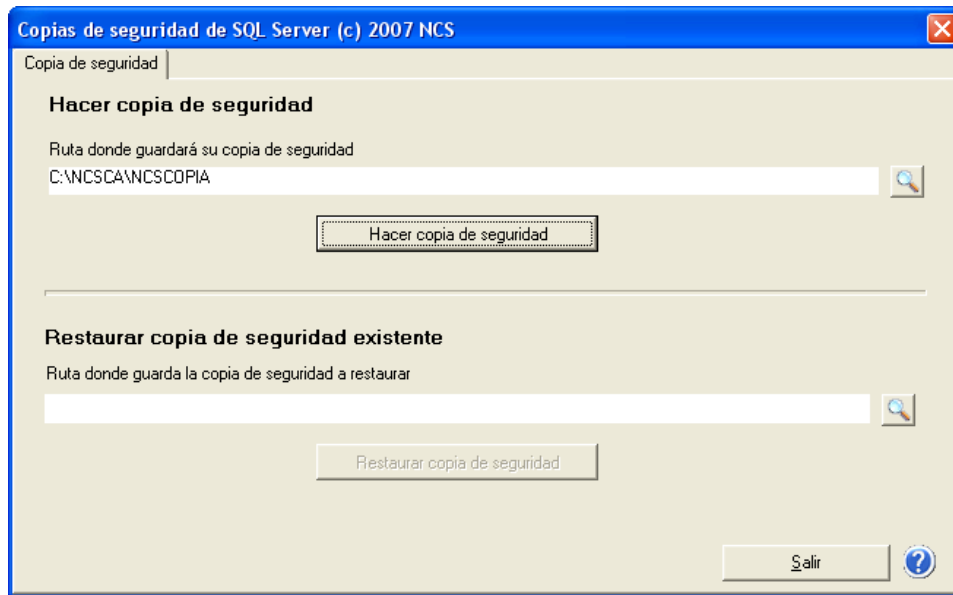 Copias de seguridad de SQL Server (c) 2007 NCS
Copia de seguridad
Hacer copia de seguridad
Ruta donde guardará su copia de seguridad
C:\NCSCA\NCSCOPIA
Hacer copia de seguridad
Restaurar copia de seguridad existente
Ruta donde guarda la copia de seguridad a restaurar
Restaurar copia de seguridad
Salir
?